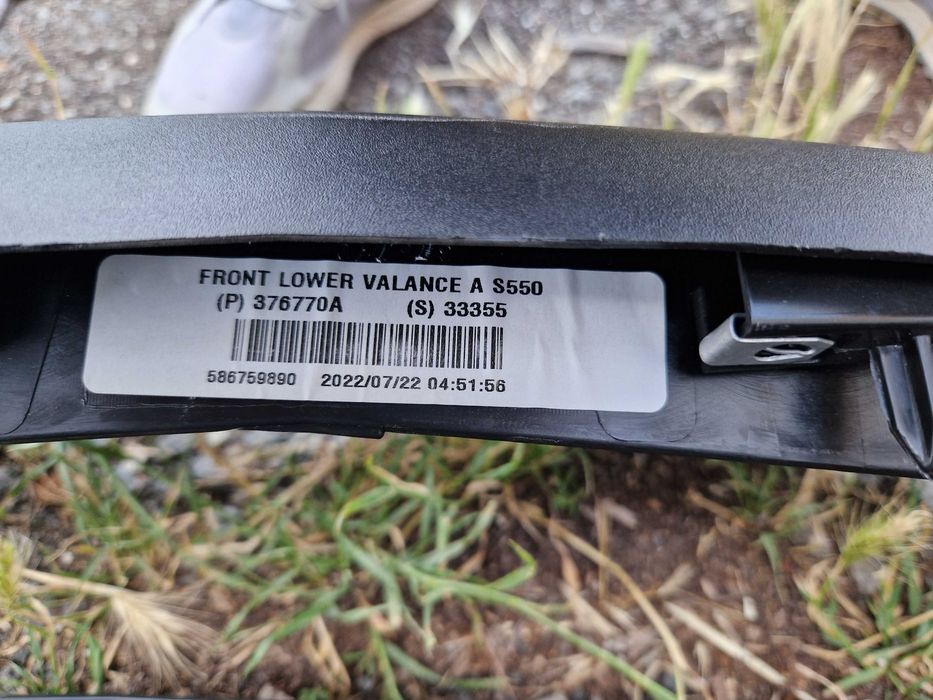 FRONT LOWER VALANCE A S550
(P) 376770A (S) 33355
586759890 2022/07/22 04:51:56